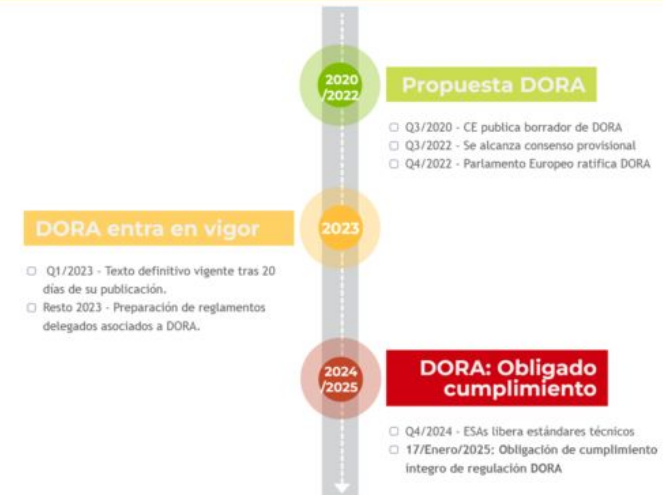 2020
/2022
Propuesta DORA
Q3/2020 - CE publica borrador de DORA
Q3/2022 - Se alcanza consenso provisional
Q4/2022 - Parlamento Europeo ratifica DORA
DORA entra en vigor
2023
Q1/2023 - Texto definitivo vigente tras 20
días de su publicación.
Resto 2023 - Preparación de reglamentos
delegados asociados a DORA.
2024
/2025
DORA: Obligado
cumplimiento
Q4/2024 - ESAs libera estándares técnicos
17/Enero/2025: Obligación de cumplimiento
íntegro de regulación DORA